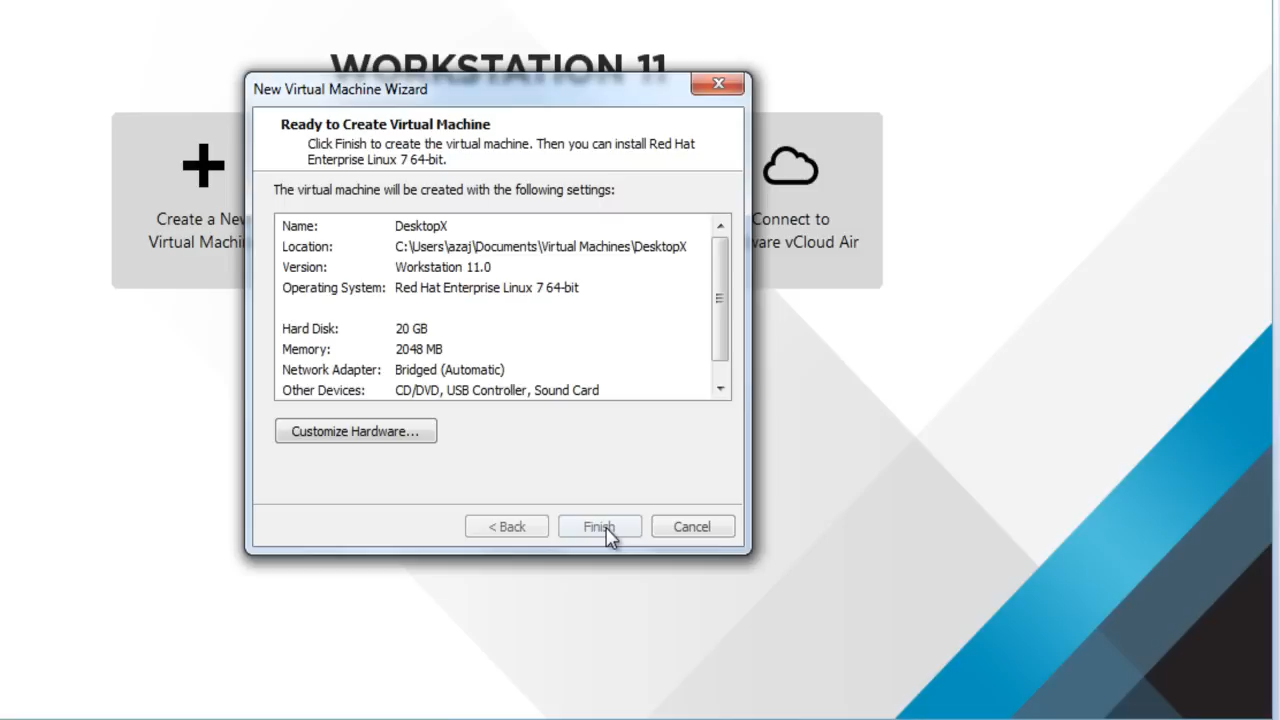 WORKSTATION 11
New Virtual Machine Wizard
Ready to Create Virtual Machine
Click Finish to create the virtual machine. Then you can install Red Hat
Enterprise Linux 7 64-bit.
The virtual machine will be created with the following settings:
Name: DesktopX
Location: C:\Users\azaj\Documents\Virtual Machines\DesktopX
Version: Workstation 11.0
Operating System: Red Hat Enterprise Linux 7 64-bit
Hard Disk: 20 GB
Memory: 2048 MB
Network Adapter: Bridged (Automatic)
Other Devices: CD/DVD, USB Controller, Sound Card
Customize Hardware...
< Back
Finish
Cancel
Create a New
Virtual Machi
Connect to
ware vCloud Air